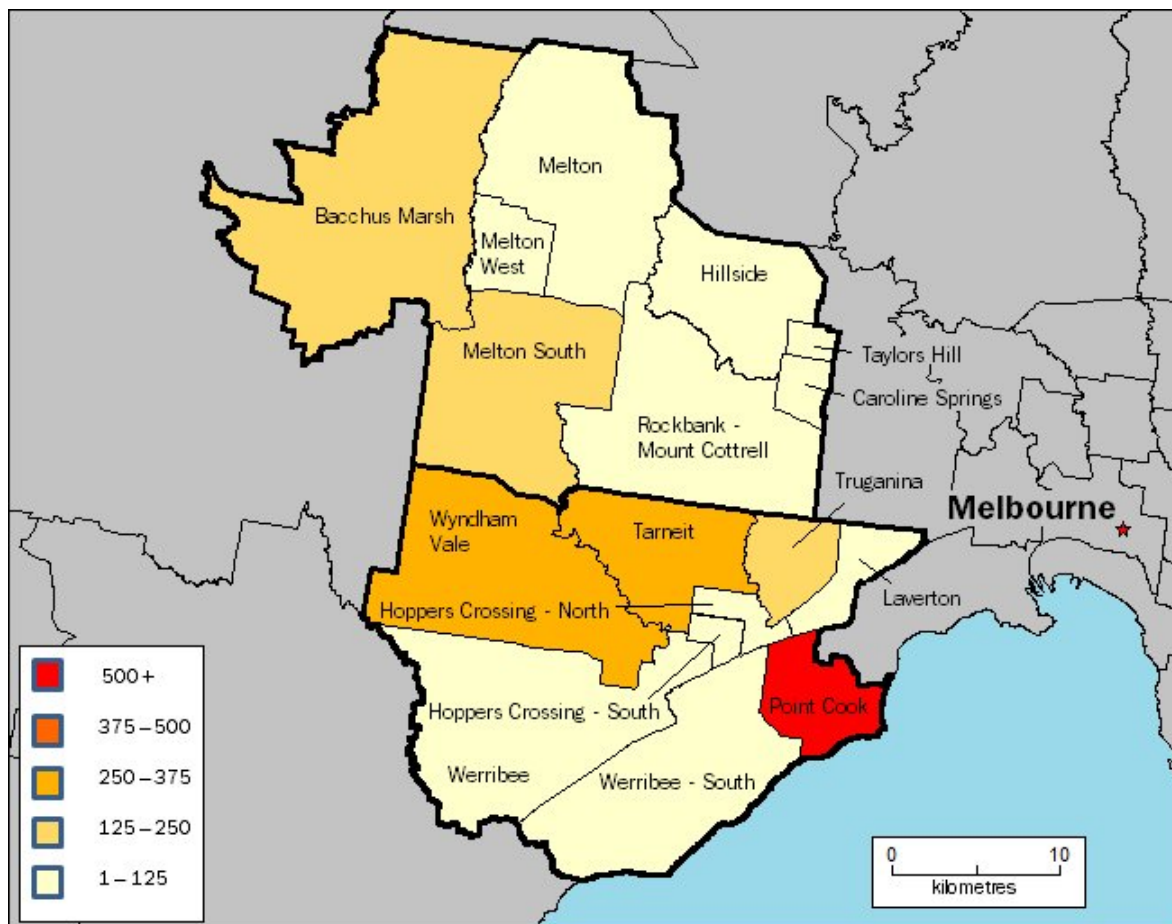 Melton
Bacchus Marsh
Melton
West
Hillside
Melton South
Taylors Hill
Caroline Springs
Rockbank -
Mount Cottrell
Truganina
Melbourne
Wyndham
Vale
Tarneit
Hoppers Crossing - North
Laverton
Hoppers Crossing - South
Point Cook
Werribee
Werribee - South
500+
375–500
250–375
125–250
1–125
0 10
kilometres